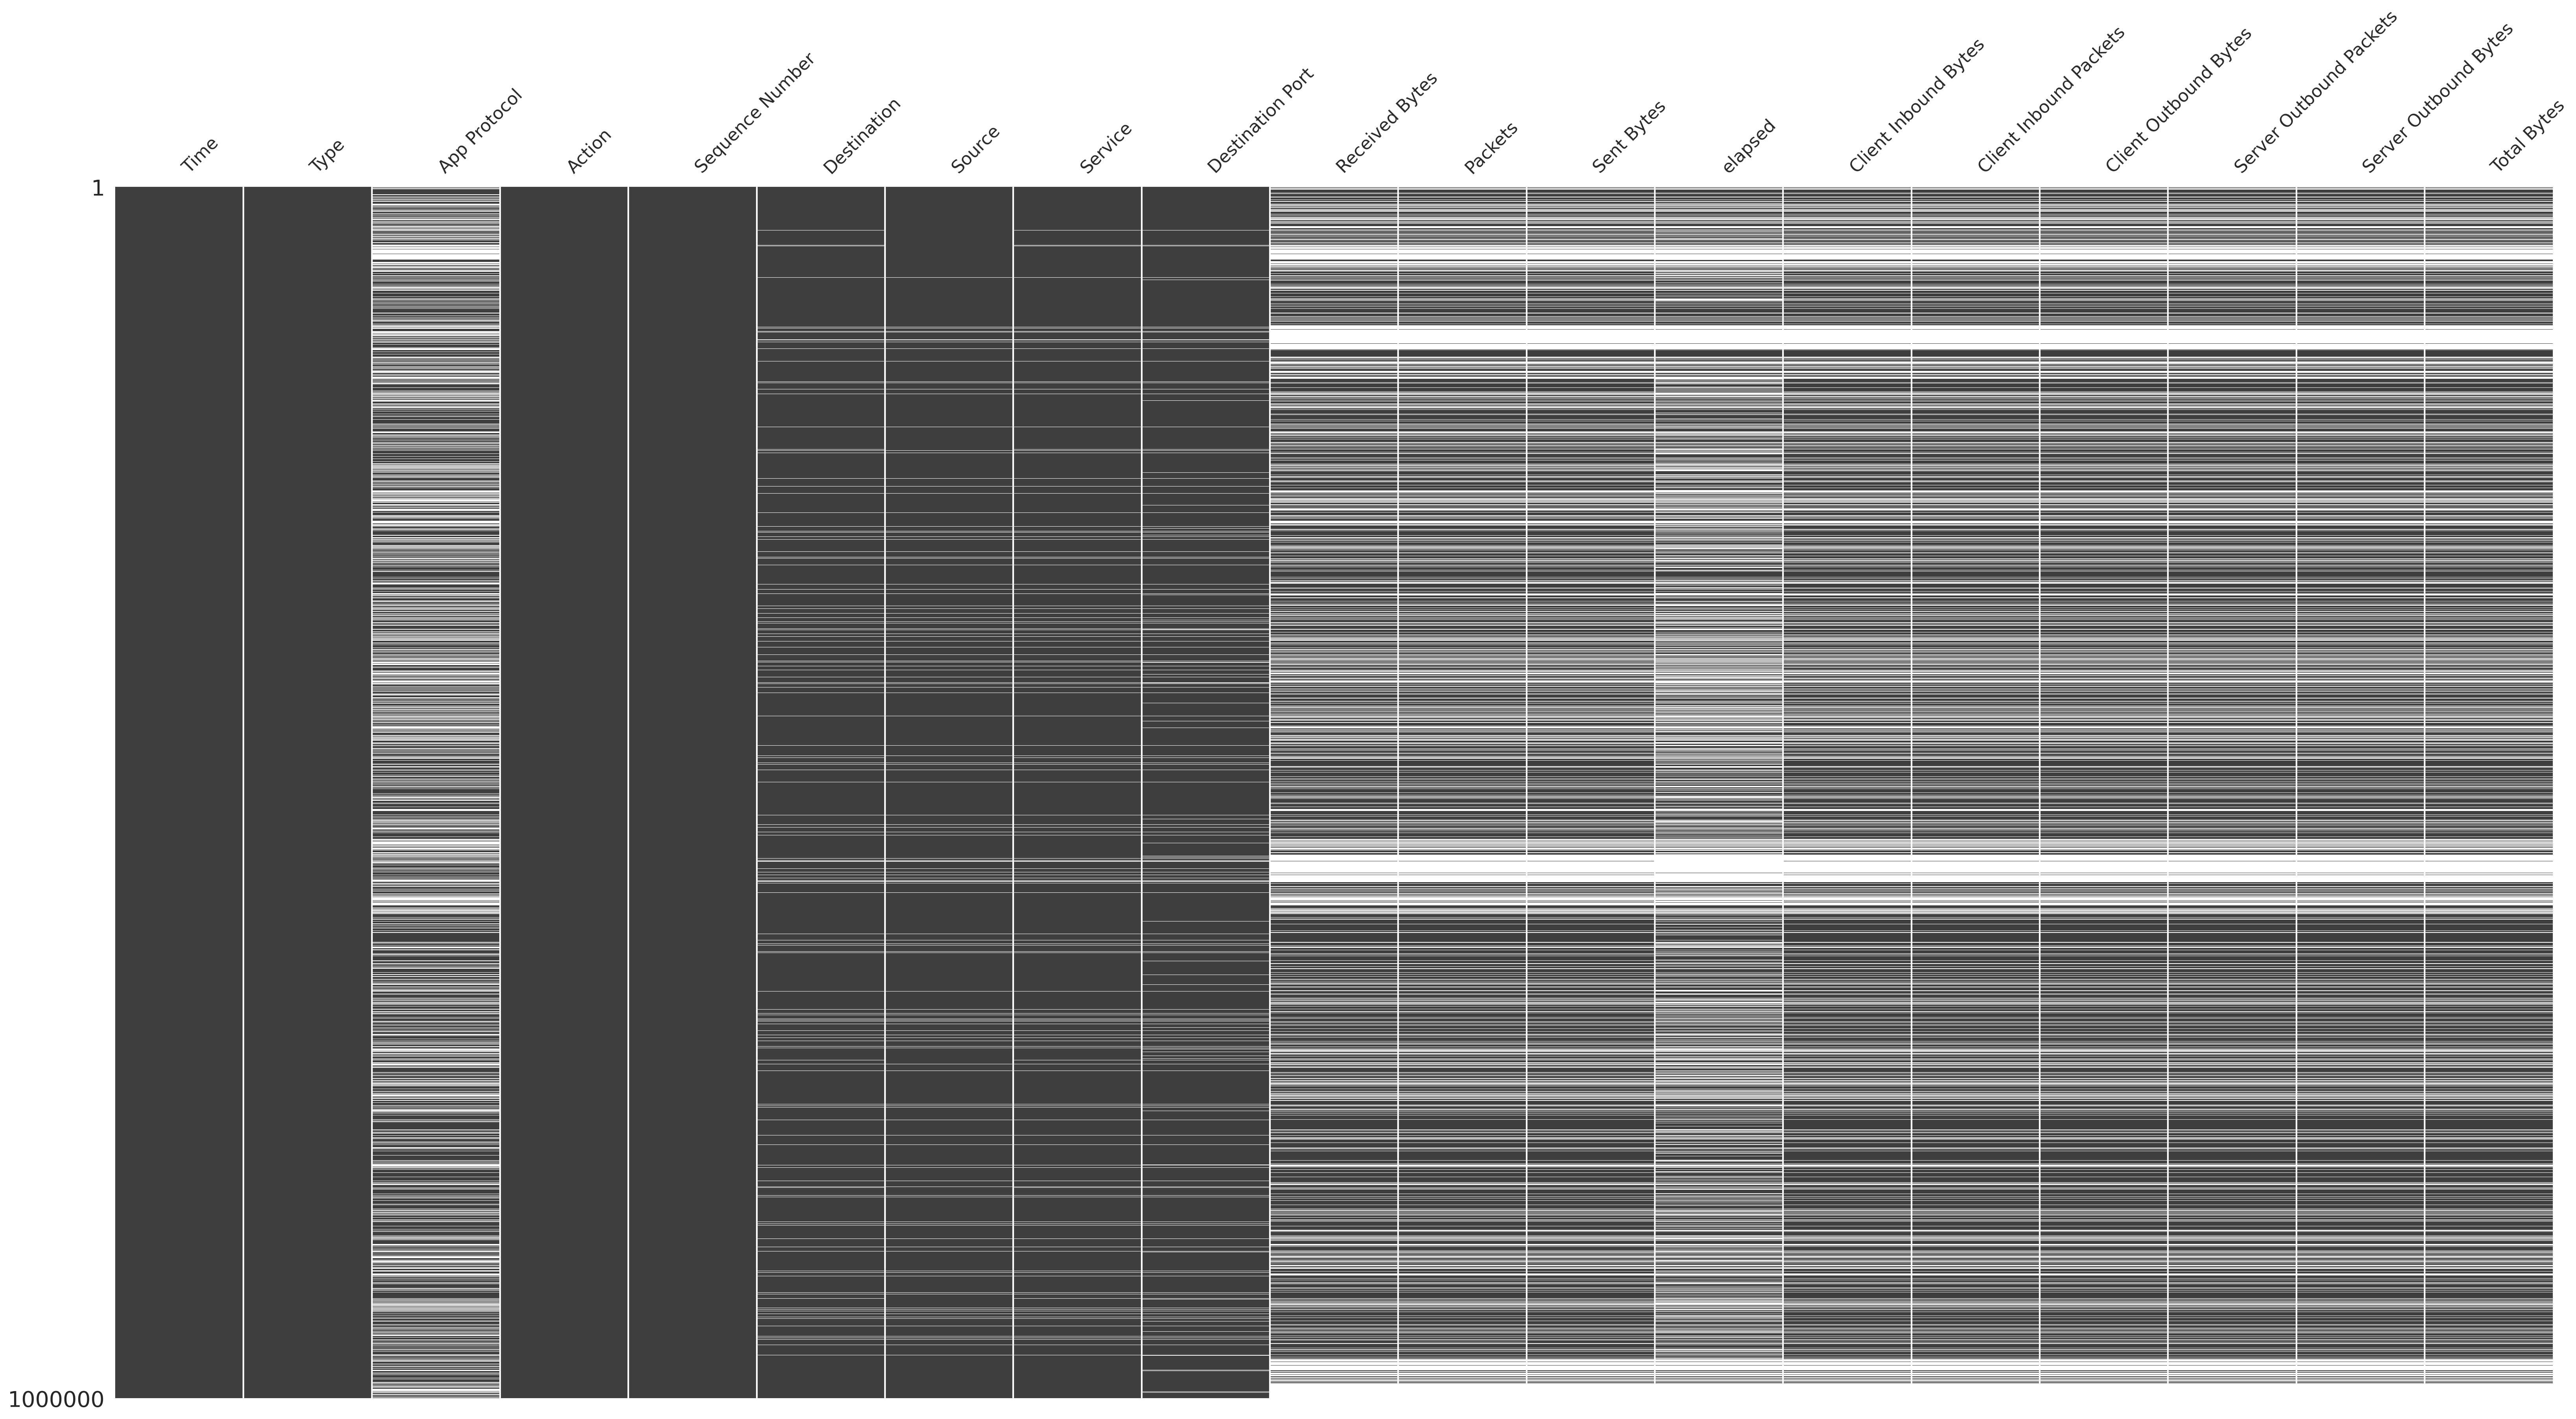 Time
Type
App Protocol
Action
Sequence Number
Destination
Source
Service
Destination Port
Received Bytes
Packets
Sent Bytes
elapsed
Client Inbound Bytes
Client Inbound Packets
Client Outbound Bytes
Server Outbound Packets
Server Outbound Bytes
Total Bytes
1
1000000